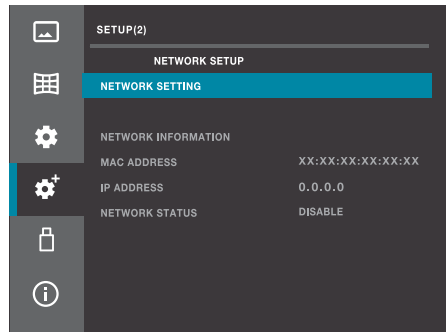 SETUP(2)
NETWORK SETUP
NETWORK SETTING
NETWORK INFORMATION
MAC ADDRESS XX:XX:XX:XX:XX:XX
IP ADDRESS 0.0.0.0
NETWORK STATUS DISABLE